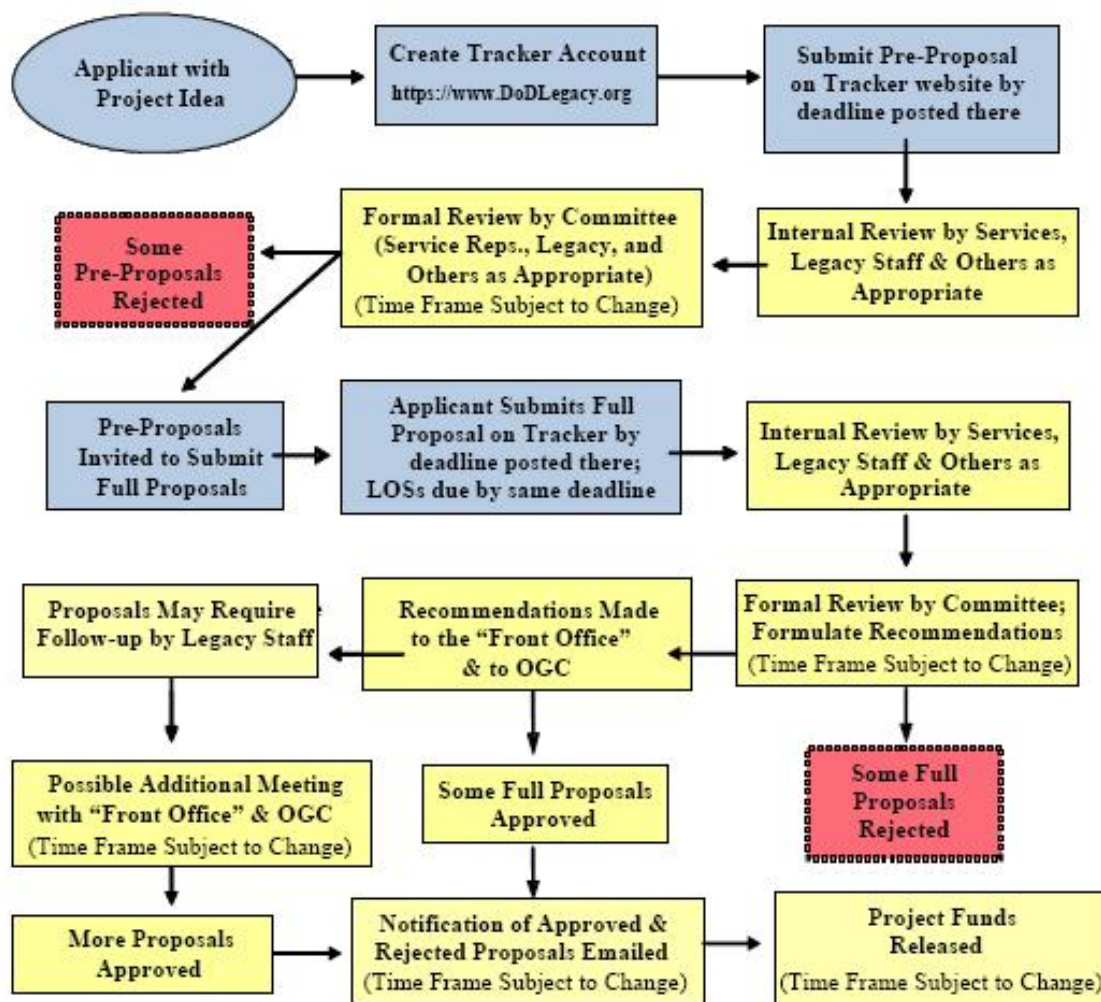 Applicant with
Project Idea
Create Tracker Account
https://www.DoDLegacy.org
Submit Pre-Proposal
on Tracker website by
deadline posted there
Some
Pre-Proposals
Rejected
Formal Review by Committee
(Service Reps., Legacy, and
Others as Appropriate)
(Time Frame Subject to Change)
Internal Review by Services,
Legacy Staff & Others as
Appropriate
Pre-Proposals
Invited to Submit
Full Proposals
Applicant Submits Full
Proposal on Tracker by
deadline posted there;
LOSs due by same deadline
Internal Review by Services,
Legacy Staff & Others as
Appropriate
Proposals May Require
Follow-up by Legacy Staff
Recommendations Made
to the “Front Office”
& to OGC
Formal Review by Committee;
Formulate Recommendations
(Time Frame Subject to Change)
Possible Additional Meeting
with “Front Office” & OGC
(Time Frame Subject to Change)
Some Full Proposals
Approved
Some Full
Proposals
Rejected
More Proposals
Approved
Notification of Approved &
Rejected Proposals Emailed
(Time Frame Subject to Change)
Project Funds
Released
(Time Frame Subject to Change)